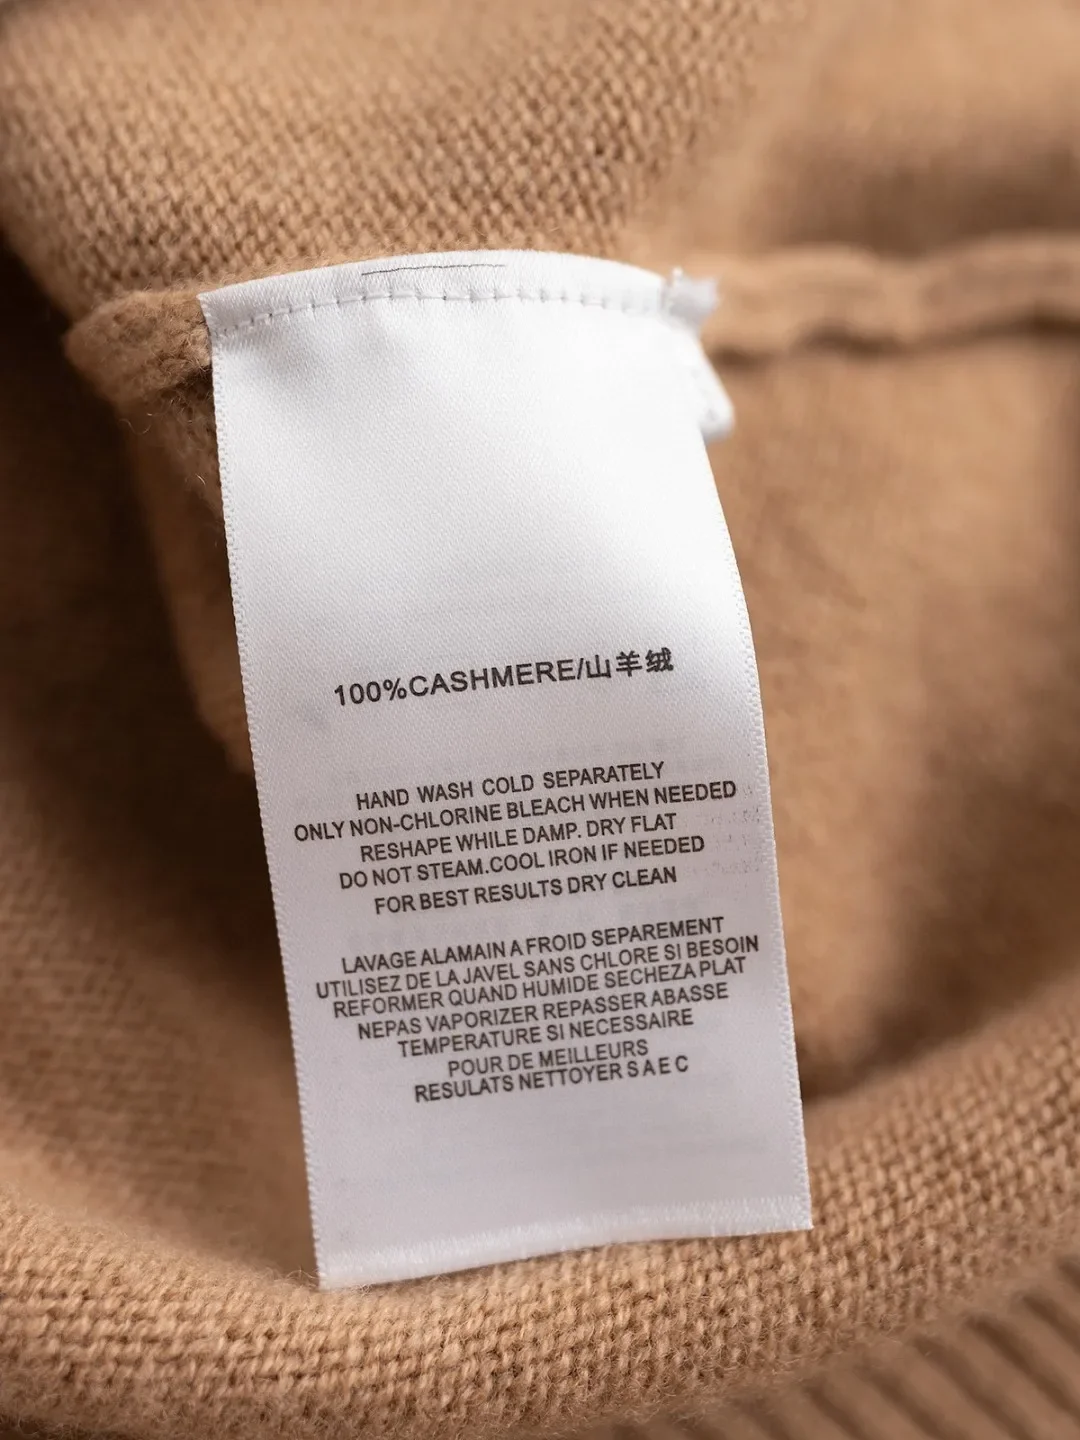 100%CASHMERE/山羊绒
HAND WASH COLD SEPARATELY
ONLY NON-CHLORINE BLEACH WHEN NEEDED
RESHAPE WHILE DAMP. DRY FLAT
DO NOT STEAM.COOL IRON IF NEEDED
FOR BEST RESULTS DRY CLEAN
LAVAGE ALAMAIN A FROID SEPAREMENT
UTILISEZ DE LA JAVEL SANS CHLORE SI BESOIN
REFORMER QUAND HUMIDE SECHEZA PLAT
NEPAS VAPORIZER REPASSER ABASSE
TEMPERATURE SI NECESSAIRE
POUR DE MEILLEURS
RESULATS NETTOYER S A E C